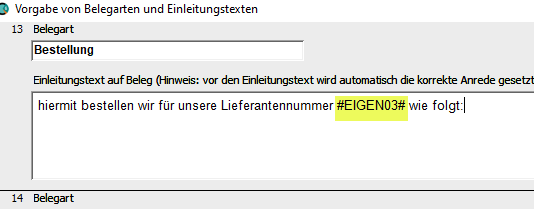 Vorgabe von Belegarten und Einleitungstexten
13 Belegart
Bestellung
Einleitungstext auf Beleg (Hinweis: vor den Einleitungstext wird automatisch die korrekte Anrede gesetzt
hiermit bestellen wir für unsere Lieferantennummer #EIGEN03# wie folgt:
14 Belegart